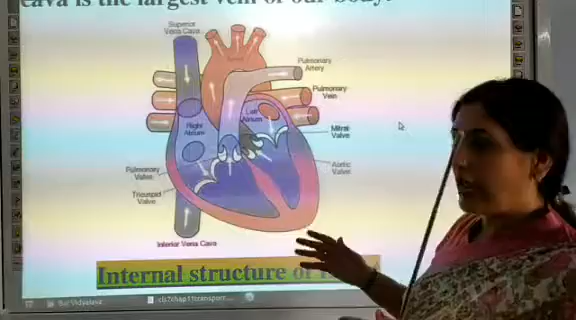 cava is the largest vein of our body.
Superior
Vena Cava
Pulmonary
Artery
Pulmonary
Vein
Left
Atrium
Right
Atrium
Mitral
Valve
Pulmonary
Valve
Aortic
Valve
Tricuspid
Valve
Inferior Vena Cava
Internal structure of